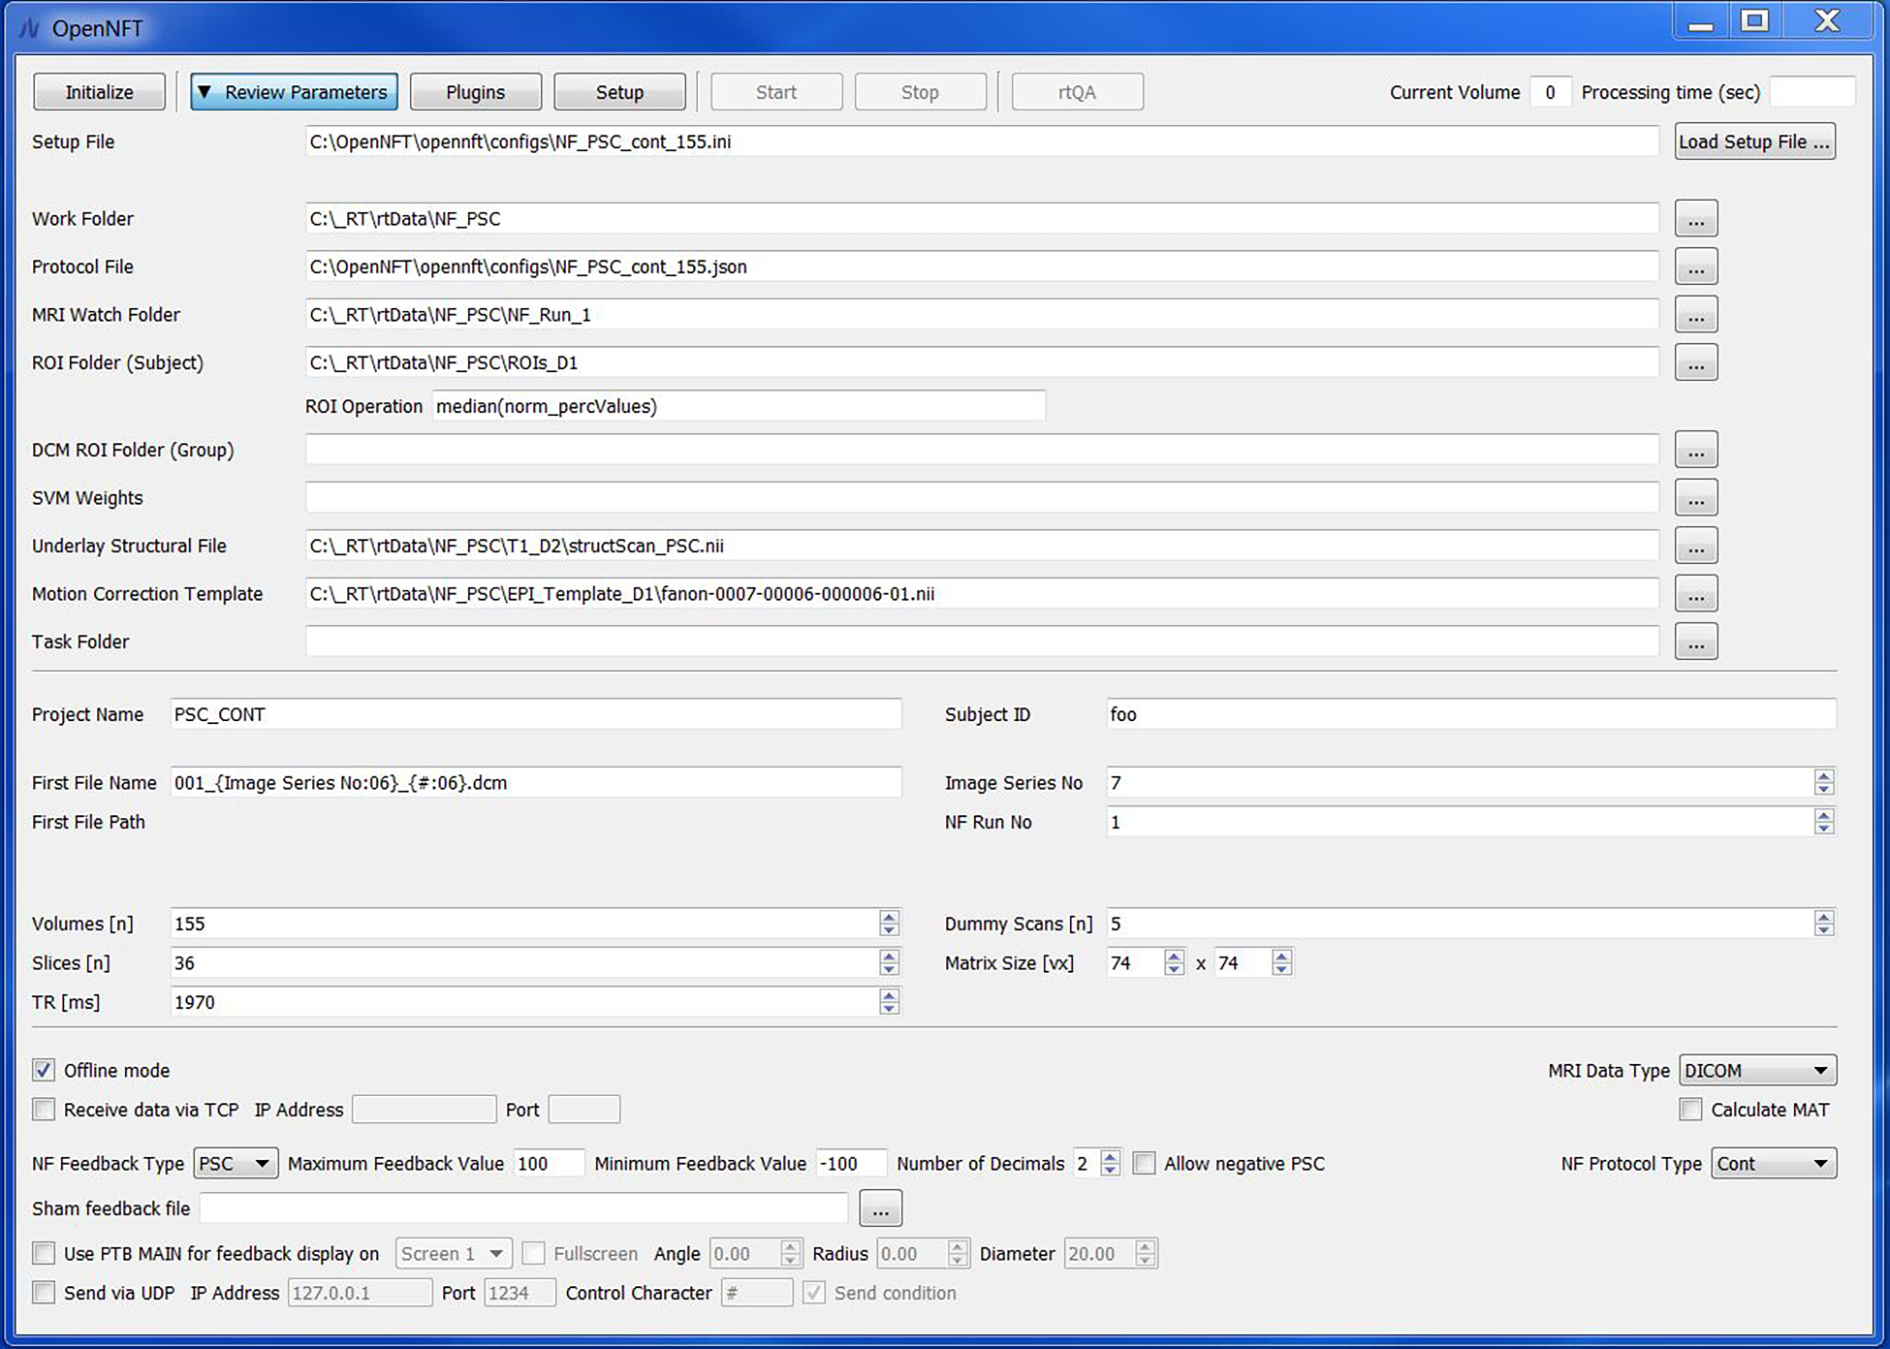 OpenNFT
Initialize Review Parameters Plugins Setup Start Stop rtQA Current Volume 0 Processing time (sec)
Setup File C:\OpenNFT\opennft\configs\NF_PSC_cont_155.ini Load Setup File ...
Work Folder C:\_RT\rtData\NF_PSC ...
Protocol File C:\OpenNFT\opennft\configs\NF_PSC_cont_155.json ...
MRI Watch Folder C:\_RT\rtData\NF_PSC\NF_Run_1 ...
ROI Folder (Subject) C:\_RT\rtData\NF_PSC\ROIs_D1 ...
ROI Operation median(norm_percValues)
DCM ROI Folder (Group) ...
SVM Weights ...
Underlay Structural File C:\_RT\rtData\NF_PSC\T1_D2\structScan_PSC.nii ...
Motion Correction Template C:\_RT\rtData\NF_PSC\EPI_Template_D1\fanon-0007-00006-000006-01.nii ...
Task Folder ...
Project Name PSC_CONT Subject ID foo
First File Name 001_{Image Series No:06}_{#:06}.dcm Image Series No 7
First File Path NF Run No 1
Volumes [n] 155 Dummy Scans [n] 5
Slices [n] 36 Matrix Size [vx] 74 x 74
TR [ms] 1970
Offline mode MRI Data Type DICOM
Receive data via TCP IP Address Port Calculate MAT
NF Feedback Type PSC Maximum Feedback Value 100 Minimum Feedback Value -100 Number of Decimals 2 Allow negative PSC NF Protocol Type Cont
Sham feedback file ...
Use PTB MAIN for feedback display on Screen 1 Fullscreen Angle 0.00 Radius 0.00 Diameter 20.00
Send via UDP IP Address 127.0.0.1 Port 1234 Control Character # Send condition